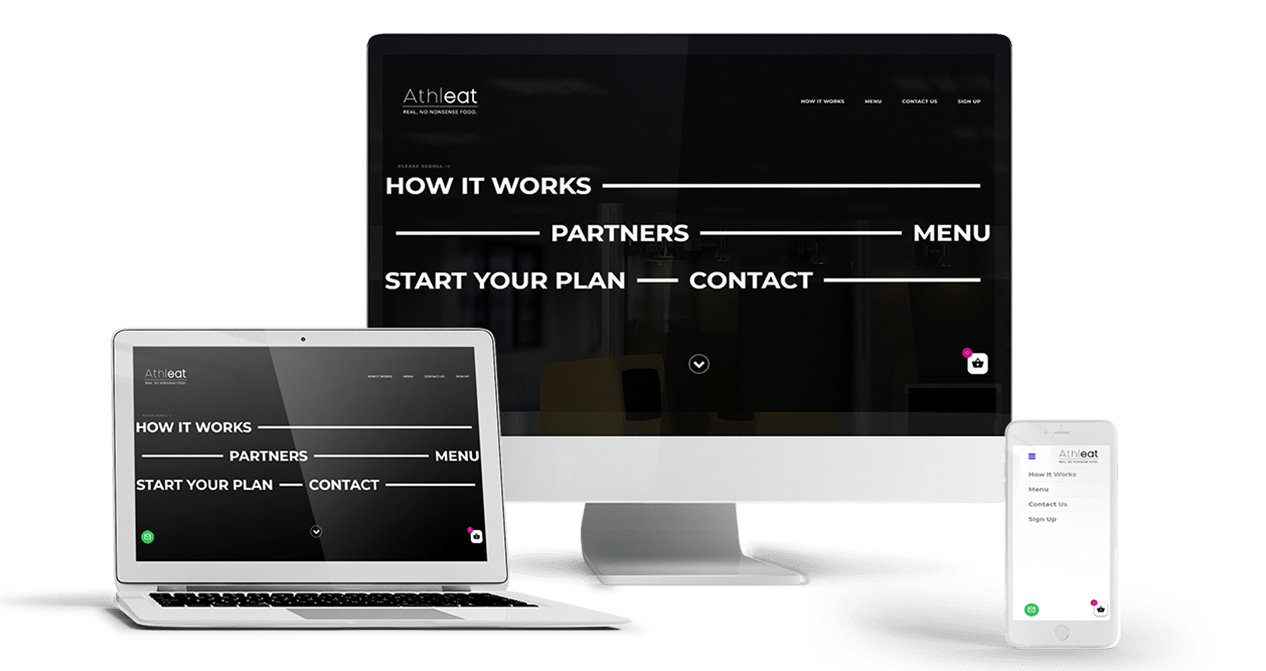 Athleat
REAL, NO NONSENSE FOOD.
HOW IT WORKS MENU CONTACT US SIGN UP
PLEASE SCROLL ->
HOW IT WORKS
PARTNERS MENU
START YOUR PLAN CONTACT
0
Athleat
REAL, NO NONSENSE FOOD.
HOW IT WORKS MENU CONTACT US SIGN UP
PLEASE SCROLL
HOW IT WORKS
PARTNERS MENU
START YOUR PLAN CONTACT
Athleat
REAL, NO NONSENSE FOOD.
How It Works
Menu
Contact Us
Sign Up